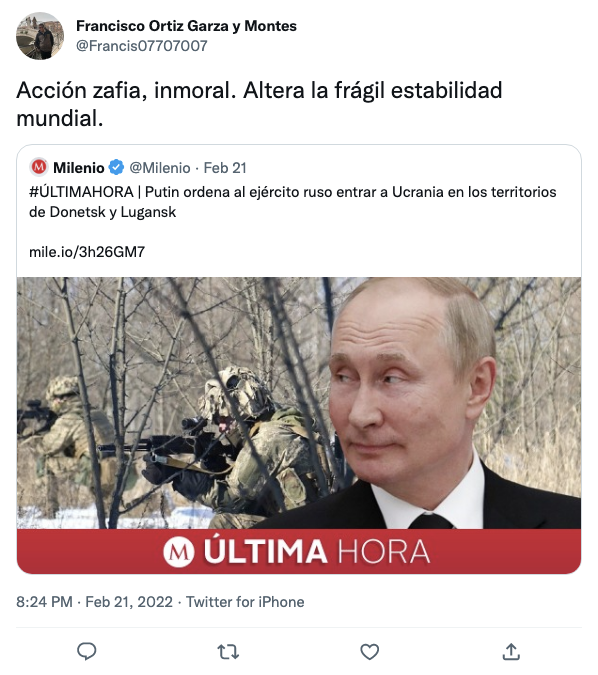 Francisco Ortiz Garza y Montes
@Francis07707007
Acción zafia, inmoral. Altera la frágil estabilidad
mundial.
M Milenio @Milenio · Feb 21
#ÚLTIMAHORA | Putin ordena al ejército ruso entrar a Ucrania en los territorios
de Donetsk y Lugansk
mile.io/3h26GM7
M ÚLTIMA HORA
8:24 PM · Feb 21, 2022 · Twitter for iPhone